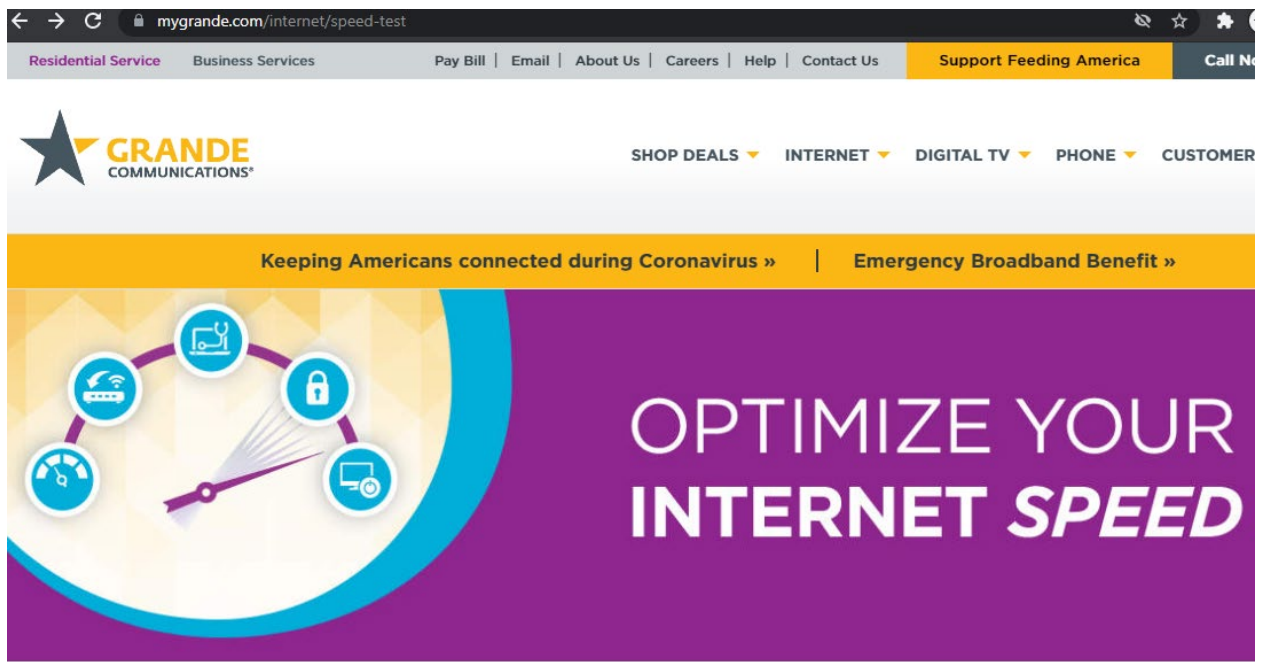 mygrande.com/internet/speed-test
Residential Service Business Services Pay Bill | Email | About Us | Careers | Help | Contact Us Support Feeding America Call
GRANDE
COMMUNICATIONS®
SHOP DEALS INTERNET DIGITAL TV PHONE CUSTOMER
Keeping Americans connected during Coronavirus » | Emergency Broadband Benefit »
OPTIMIZE YOUR
INTERNET SPEED